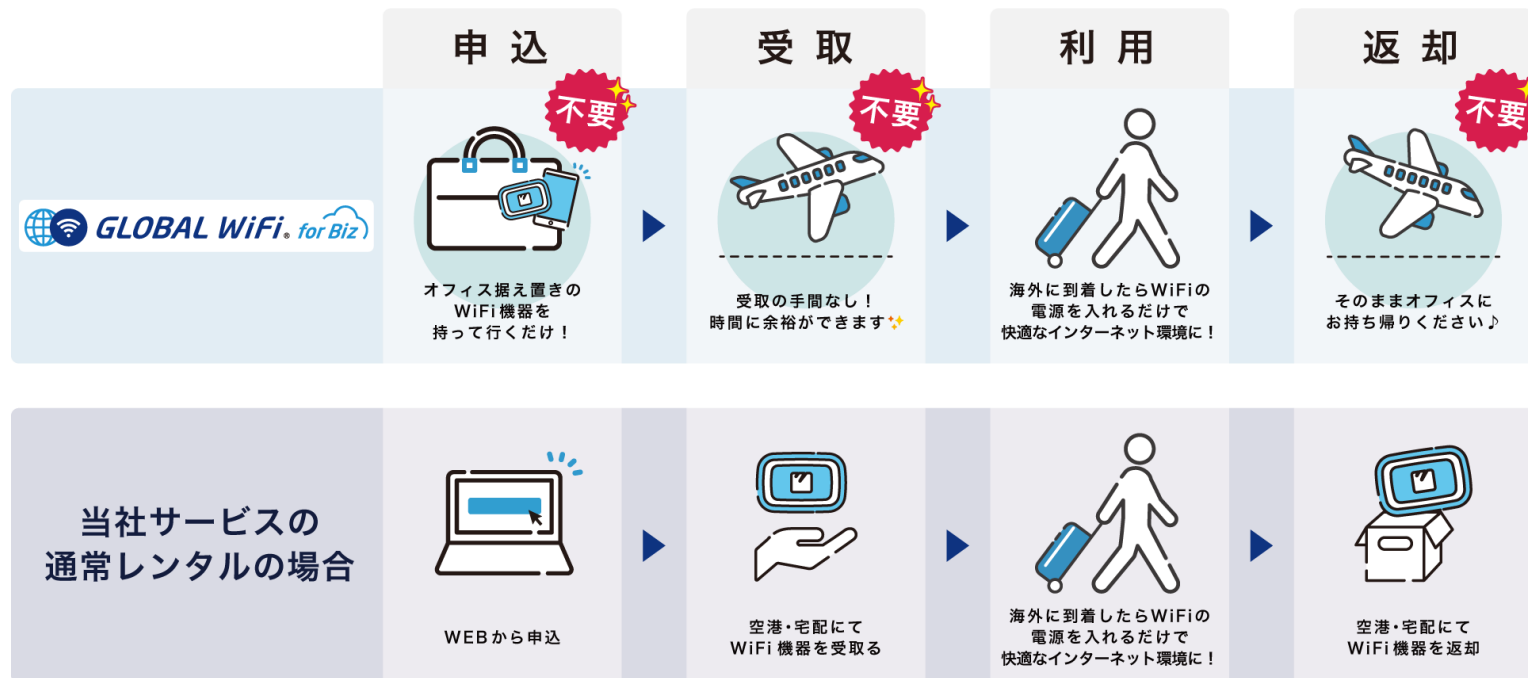 申込
受取
利用
返却
不要
不要
不要
GLOBAL WiFi® for Biz
オフィス据え置きの
WiFi機器を
持って行くだけ！
受取の手間なし！
時間に余裕ができます✨
海外に到着したらWiFiの
電源を入れるだけで
快適なインターネット環境に！
そのままオフィスに
お持ち帰りください♪
当社サービスの
通常レンタルの場合
WEBから申込
空港・宅配にて
WiFi機器を受取る
海外に到着したらWiFiの
電源を入れるだけで
快適なインターネット環境に！
空港・宅配にて
WiFi機器を返却